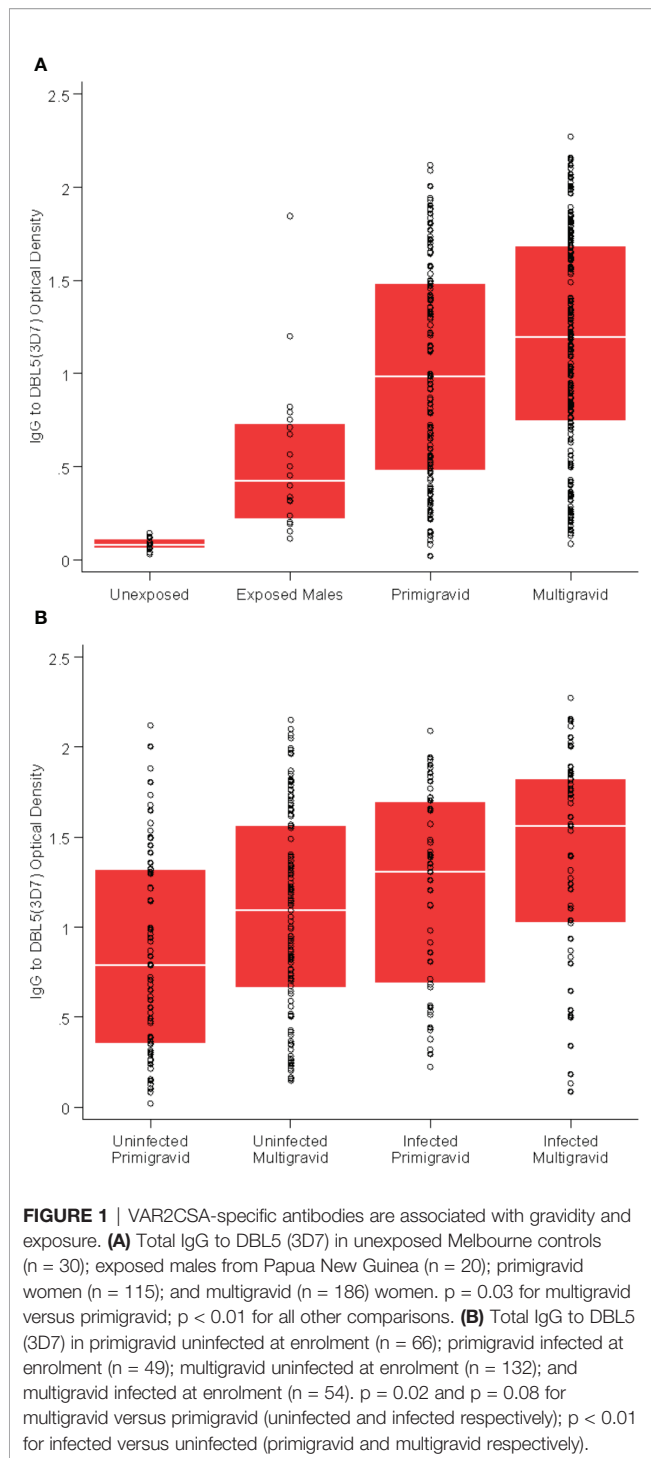 A
2.5
2
1.5
1
.5
0
IgG to DBL5(3D7) Optical Density
Unexposed
Exposed Males
Primigravid
Multigravid
B
2.5
2
1.5
1
.5
0
IgG to DBL5(3D7) Optical Density
Uninfected
Primigravid
Uninfected
Multigravid
Infected
Primigravid
Infected
Multigravid
FIGURE 1 | VAR2CSA-specific antibodies are associated with gravidity and
exposure. (A) Total IgG to DBL5 (3D7) in unexposed Melbourne controls
(n = 30); exposed males from Papua New Guinea (n = 20); primigravid
women (n = 115); and multigravid (n = 186) women. p = 0.03 for multigravid
versus primigravid; p < 0.01 for all other comparisons. (B) Total IgG to DBL5
(3D7) in primigravid uninfected at enrolment (n = 66); primigravid infected at
enrolment (n = 49); multigravid uninfected at enrolment (n = 132); and
multigravid infected at enrolment (n = 54). p = 0.02 and p = 0.08 for
multigravid versus primigravid (uninfected and infected respectively); p < 0.01
for infected versus uninfected (primigravid and multigravid respectively).